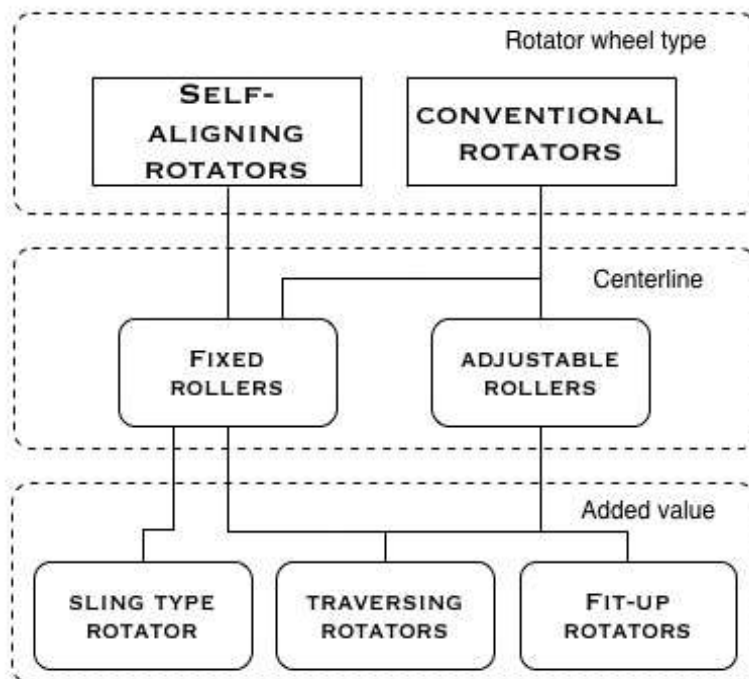 Rotator wheel type
SELF-
ALIGNING
ROTATORS
CONVENTIONAL
ROTATORS
Centerline
FIXED
ROLLERS
ADJUSTABLE
ROLLERS
Added value
SLING TYPE
ROTATOR
TRAVERSING
ROTATORS
FIT-UP
ROTATORS